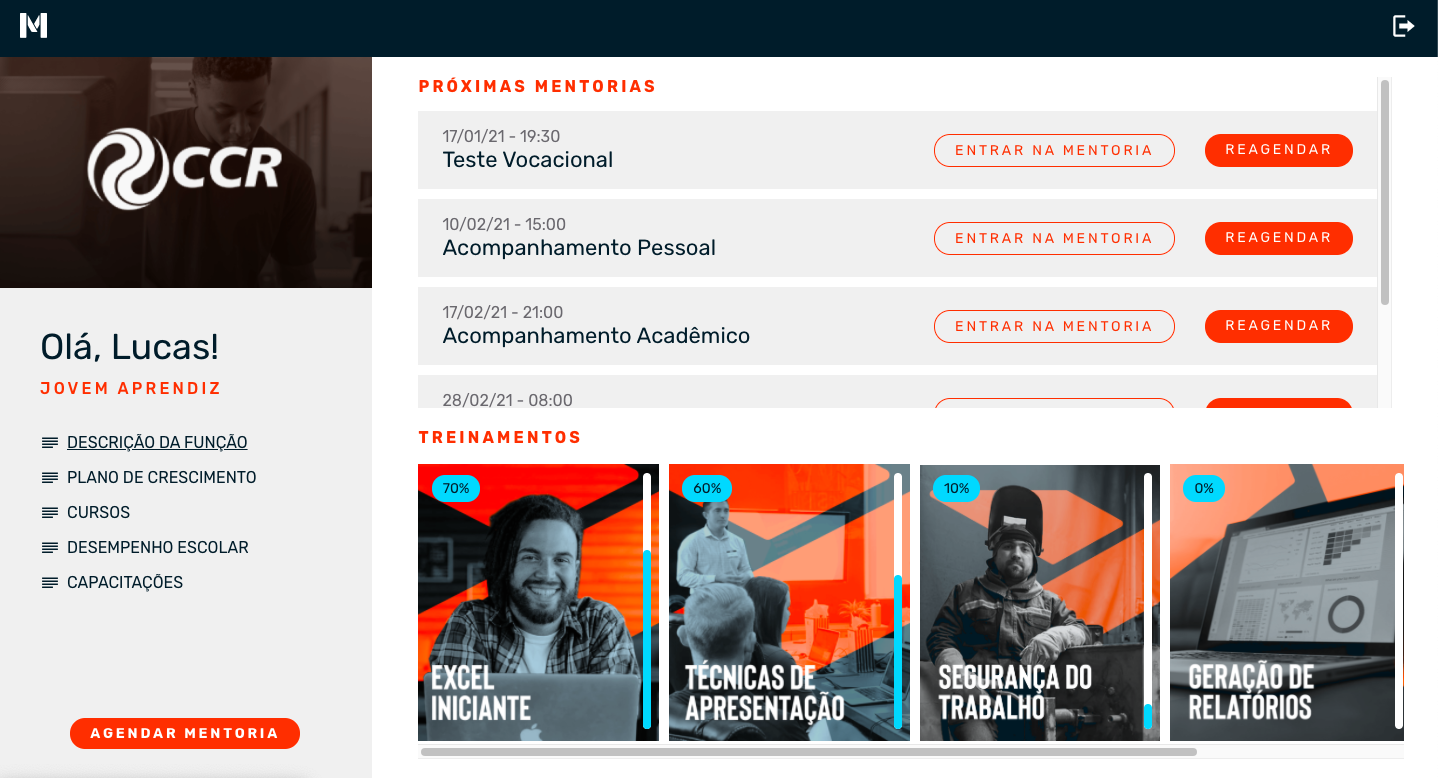 M
CCR
Olá, Lucas!
JOVEM APRENDIZ
DESCRIÇÃO DA FUNÇÃO
PLANO DE CRESCIMENTO
CURSOS
DESEMPENHO ESCOLAR
CAPACITAÇÕES
AGENDAR MENTORIA
PRÓXIMAS MENTORIAS
17/01/21 - 19:30
Teste Vocacional
ENTRAR NA MENTORIA
REAGENDAR
10/02/21 - 15:00
Acompanhamento Pessoal
ENTRAR NA MENTORIA
REAGENDAR
17/02/21 - 21:00
Acompanhamento Acadêmico
ENTRAR NA MENTORIA
REAGENDAR
28/02/21 - 08:00
TREINAMENTOS
70%
EXCEL
INICIANTE
60%
TÉCNICAS DE
APRESENTAÇÃO
10%
SEGURANÇA DO
TRABALHO
0%
GERAÇÃO DE
RELATÓRIOS